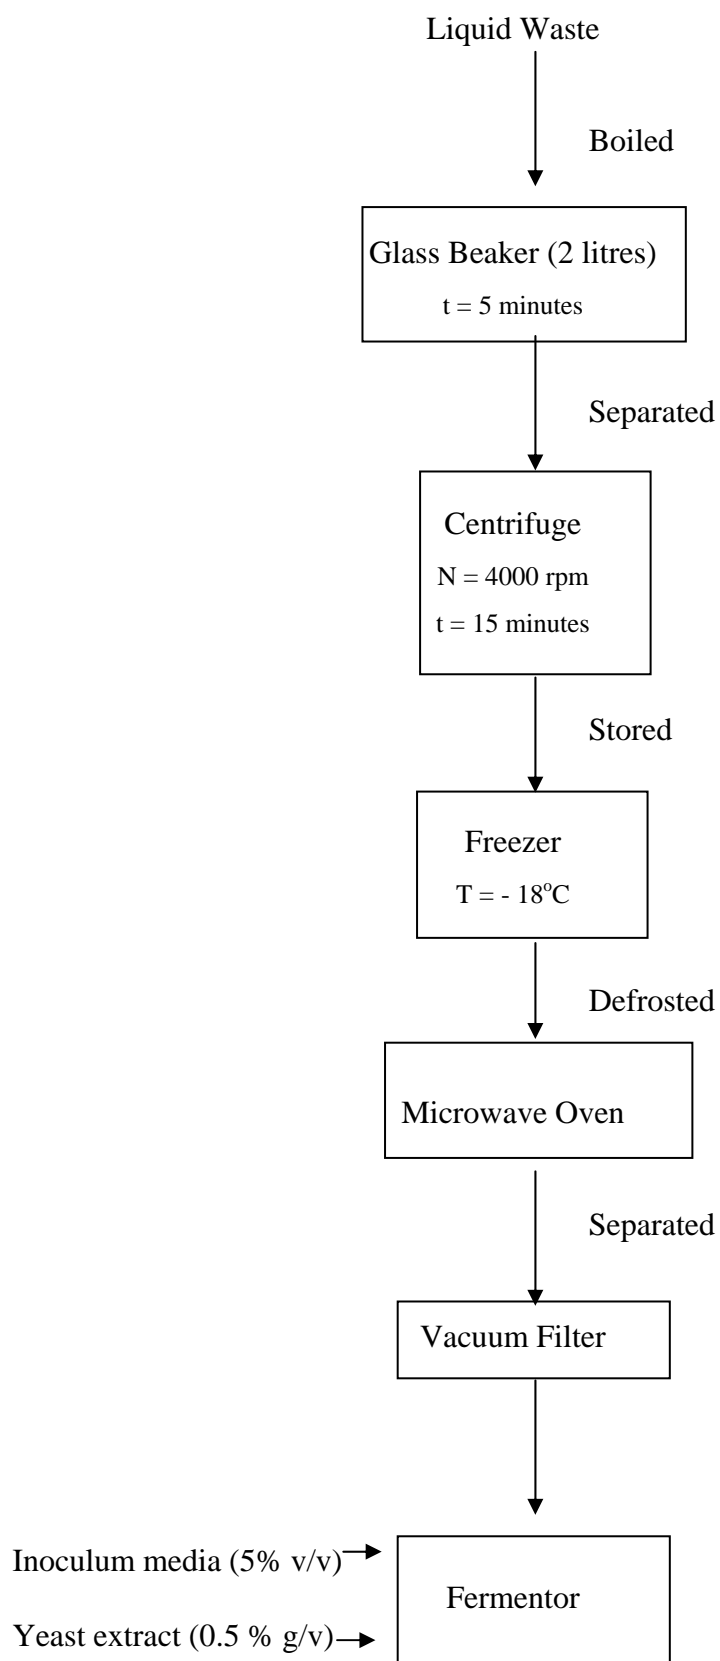 Liquid Waste
Boiled
Glass Beaker (2 litres)
t = 5 minutes
Separated
Centrifuge
N = 4000 rpm
t = 15 minutes
Stored
Freezer
T = - 18°C
Defrosted
Microwave Oven
Separated
Vacuum Filter
Inoculum media (5% v/v)
Fermentor
Yeast extract (0.5 % g/v)